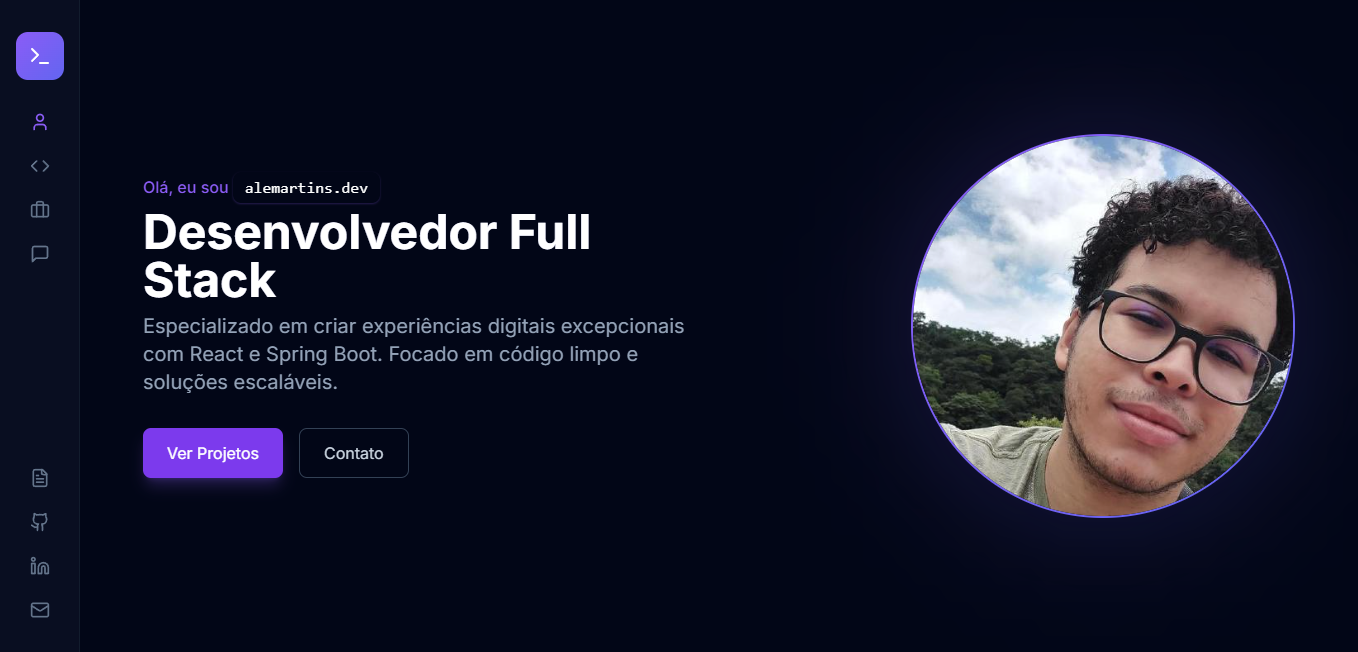 Olá, eu sou alemartins.dev
Desenvolvedor Full
Stack
Especializado em criar experiências digitais excepcionais
com React e Spring Boot. Focado em código limpo e
soluções escaláveis.
Ver Projetos Contato